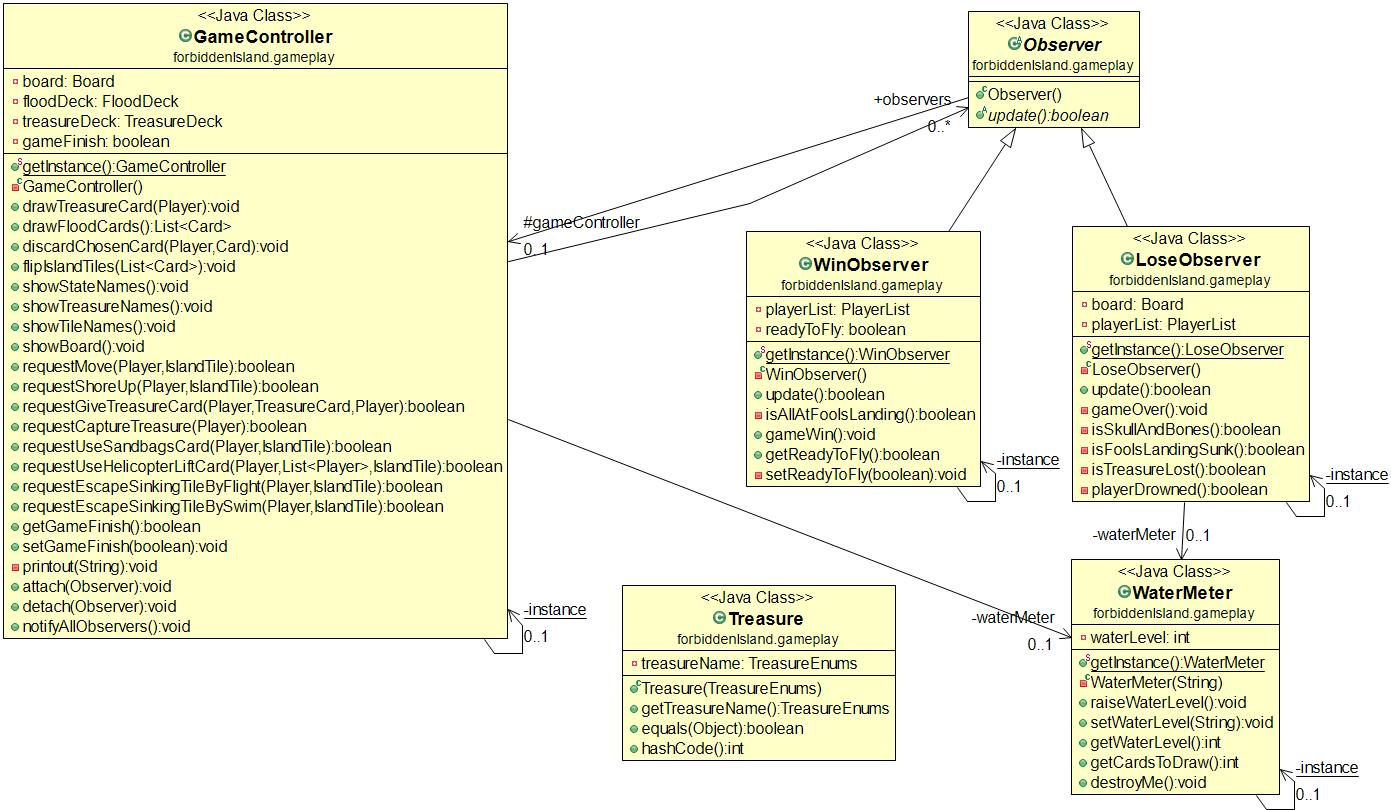 <<Java Class>>
GameController
forbiddenIsland.gameplay
board: Board
floodDeck: FloodDeck
treasureDeck: TreasureDeck
gameFinish: boolean
getInstance():GameController
GameController()
drawTreasureCard(Player):void
drawFloodCards():List<Card>
discardChosenCard(Player,Card):void
flipIslandTiles(List<Card>):void
showStateNames():void
showTreasureNames():void
showTileNames():void
showBoard():void
requestMove(Player,IslandTile):boolean
requestShoreUp(Player,IslandTile):boolean
requestGiveTreasureCard(Player,TreasureCard,Player):boolean
requestCaptureTreasure(Player):boolean
requestUseSandbagsCard(Player,IslandTile):boolean
requestUseHelicopterLiftCard(Player,List<Player>,IslandTile):boolean
requestEscapeSinkingTileByFlight(Player,IslandTile):boolean
requestEscapeSinkingTileBySwim(Player,IslandTile):boolean
getGameFinish():boolean
setGameFinish(boolean):void
printout(String):void
attach(Observer):void
detach(Observer):void
notifyAllObservers():void
-instance
0..1
<<Java Class>>
Observer
forbiddenIsland.gameplay
Observer()
update():boolean
+observers
0..*
#gameController
0..1
<<Java Class>>
WinObserver
forbiddenIsland.gameplay
playerList: PlayerList
readyToFly: boolean
getInstance():WinObserver
WinObserver()
update():boolean
isAllAtFoolsLanding():boolean
gameWin():void
getReadyToFly():boolean
setReadyToFly(boolean):void
-instance
0..1
<<Java Class>>
LoseObserver
forbiddenIsland.gameplay
board: Board
playerList: PlayerList
getInstance():LoseObserver
LoseObserver()
update():boolean
gameOver():void
isSkullAndBones():boolean
isFoolsLandingSunk():boolean
isTreasureLost():boolean
playerDrowned():boolean
-instance
0..1
-waterMeter
0..1
<<Java Class>>
Treasure
forbiddenIsland.gameplay
treasureName: TreasureEnums
Treasure(TreasureEnums)
getTreasureName():TreasureEnums
equals(Object):boolean
hashCode():int
-waterMeter
0..1
<<Java Class>>
WaterMeter
forbiddenIsland.gameplay
waterLevel: int
getInstance():WaterMeter
WaterMeter(String)
raiseWaterLevel():void
setWaterLevel(String):void
getWaterLevel():int
getCardsToDraw():int
destroyMe():void
-instance
0..1